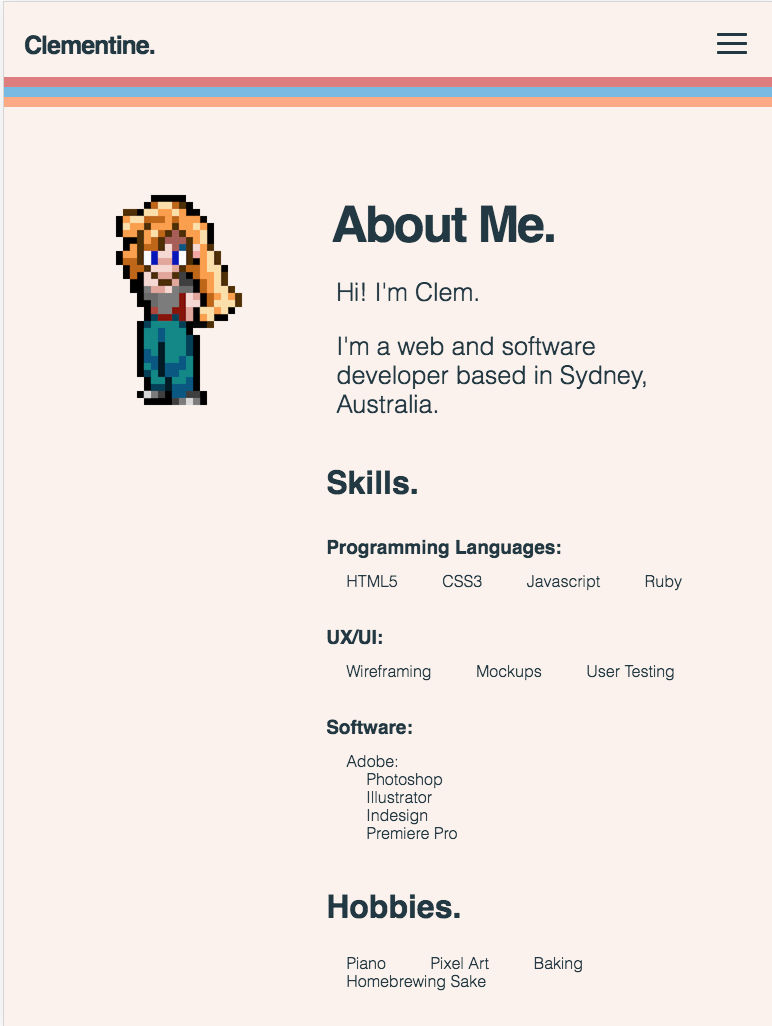 Clementine.
About Me.
Hi! I'm Clem.
I'm a web and software
developer based in Sydney,
Australia.
Skills.
Programming Languages:
HTML5 CSS3 Javascript Ruby
UX/UI:
Wireframing Mockups User Testing
Software:
Adobe:
Photoshop
Illustrator
Indesign
Premiere Pro
Hobbies.
Piano Pixel Art Baking
Homebrewing Sake